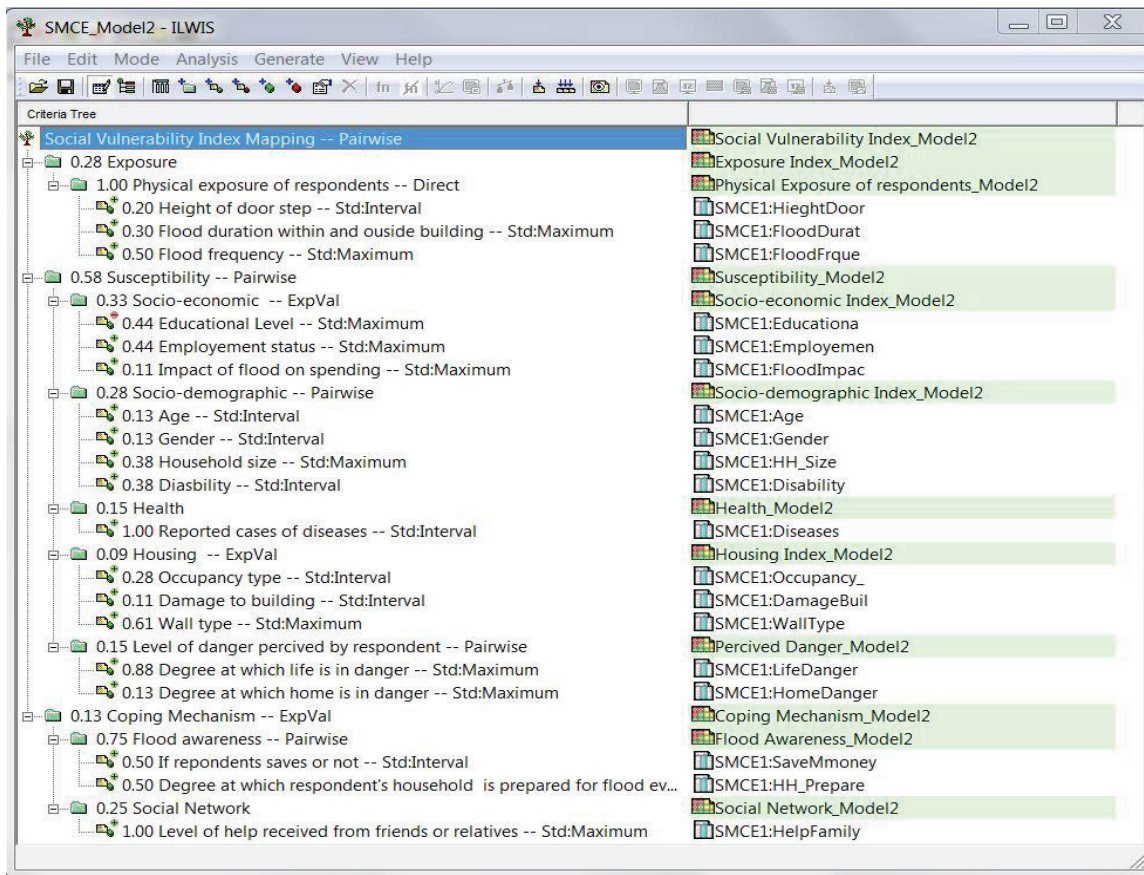 SMCE_Model2 - ILWIS
File Edit Mode Analysis Generate View Help
Criteria Tree
Social Vulnerability Index Mapping -- Pairwise Social Vulnerability Index_Model2
0.28 Exposure Exposure Index_Model2
1.00 Physical exposure of respondents -- Direct Physical Exposure of respondents_Model2
0.20 Height of door step -- Std:Interval SMCE1:HieghtDoor
0.30 Flood duration within and ouside building -- Std:Maximum SMCE1:FloodDurat
0.50 Flood frequency -- Std:Maximum SMCE1:FloodFrque
0.58 Susceptibility -- Pairwise Susceptibility_Model2
0.33 Socio-economic -- ExpVal Socio-economic Index_Model2
0.44 Educational Level -- Std:Maximum SMCE1:Educationa
0.44 Employement status -- Std:Maximum SMCE1:Employemen
0.11 Impact of flood on spending -- Std:Maximum SMCE1:FloodImpac
0.28 Socio-demographic -- Pairwise Socio-demographic Index_Model2
0.13 Age -- Std:Interval SMCE1:Age
0.13 Gender -- Std:Interval SMCE1:Gender
0.38 Household size -- Std:Maximum SMCE1:HH_Size
0.38 Diasbility -- Std:Interval SMCE1:Disability
0.15 Health Health_Model2
1.00 Reported cases of diseases -- Std:Interval SMCE1:Diseases
0.09 Housing -- ExpVal Housing Index_Model2
0.28 Occupancy type -- Std:Interval SMCE1:Occupancy_
0.11 Damage to building -- Std:Interval SMCE1:DamageBuil
0.61 Wall type -- Std:Maximum SMCE1:WallType
0.15 Level of danger percived by respondent -- Pairwise Percived Danger_Model2
0.88 Degree at which life is in danger -- Std:Maximum SMCE1:LifeDanger
0.13 Degree at which home is in danger -- Std:Maximum SMCE1:HomeDanger
0.13 Coping Mechanism -- ExpVal Coping Mechanism_Model2
0.75 Flood awareness -- Pairwise Flood Awareness_Model2
0.50 If repondents saves or not -- Std:Interval SMCE1:SaveMmoney
0.50 Degree at which respondent's household is prepared for flood ev... SMCE1:HH_Prepare
0.25 Social Network Social Network_Model2
1.00 Level of help received from friends or relatives -- Std:Maximum SMCE1:HelpFamily